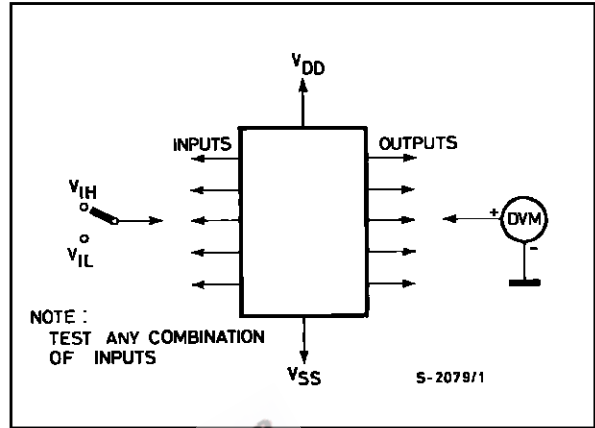 VDD
INPUTS
OUTPUTS
VIH
VIL
+
DVM
-
NOTE :
TEST ANY COMBINATION
OF INPUTS
VSS
S-2079/1